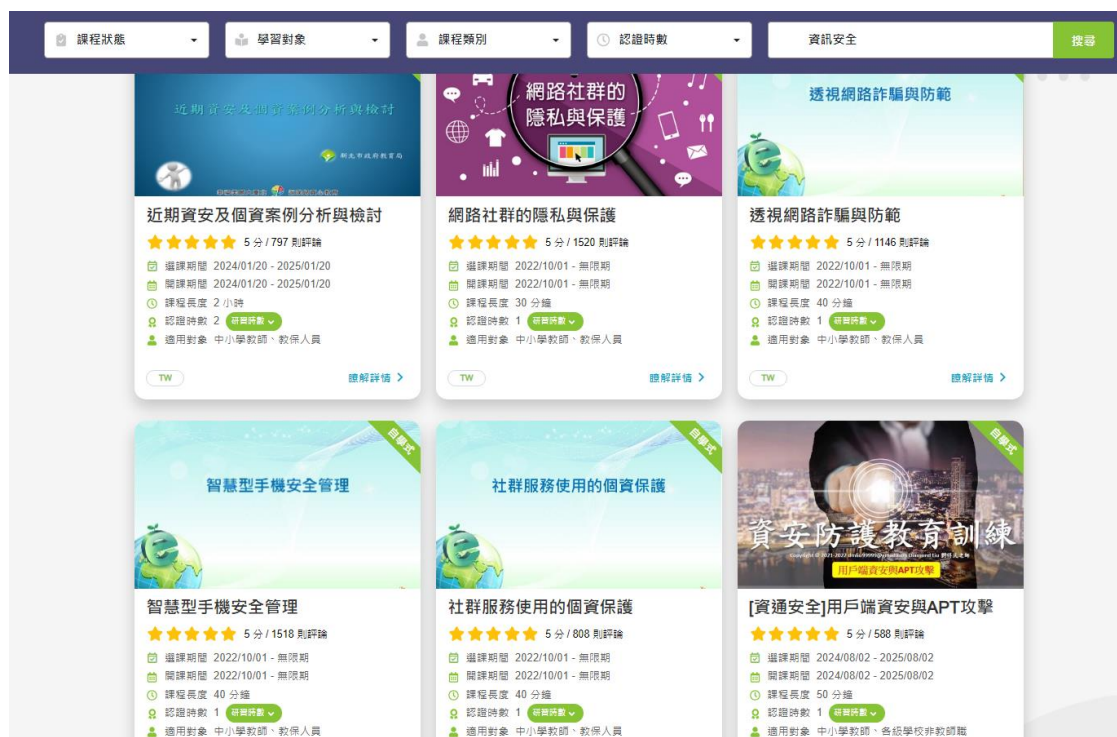 課程狀態
學習對象
課程類別
認證時數
資訊安全
搜尋
近期資安及個資案例分析與檢討
新北市政府教育局
網路社群的
隱私與保護
透視網路詐騙與防範
近期資安及個資案例分析與檢討
5 分 / 797 則評論
選課期間 2024/01/20 - 2025/01/20
開課期間 2024/01/20 - 2025/01/20
課程長度 2 小時
認證時數 2 研習時數
適用對象 中小學教師、教保人員
TW
瞭解詳情
網路社群的隱私與保護
5 分 / 1520 則評論
選課期間 2022/10/01 - 無限期
開課期間 2022/10/01 - 無限期
課程長度 30 分鐘
認證時數 1 研習時數
適用對象 中小學教師、教保人員
TW
瞭解詳情
透視網路詐騙與防範
5 分 / 1146 則評論
選課期間 2022/10/01 - 無限期
開課期間 2022/10/01 - 無限期
課程長度 40 分鐘
認證時數 1 研習時數
適用對象 中小學教師、教保人員
TW
瞭解詳情
自學式
智慧型手機安全管理
智慧型手機安全管理
5 分 / 1518 則評論
選課期間 2022/10/01 - 無限期
開課期間 2022/10/01 - 無限期
課程長度 40 分鐘
認證時數 1 研習時數
適用對象 中小學教師、教保人員
自學式
社群服務使用的個資保護
社群服務使用的個資保護
5 分 / 808 則評論
選課期間 2022/10/01 - 無限期
開課期間 2022/10/01 - 無限期
課程長度 40 分鐘
認證時數 1 研習時數
適用對象 中小學教師、教保人員
自學式
資安防護教育訓練
用戶端資安與APT攻擊
[資通安全]用戶端資安與APT攻擊
5 分 / 588 則評論
選課期間 2024/08/02 - 2025/08/02
開課期間 2024/08/02 - 2025/08/02
課程長度 50 分鐘
認證時數 1 研習時數
適用對象 中小學教師、各級學校非教師職